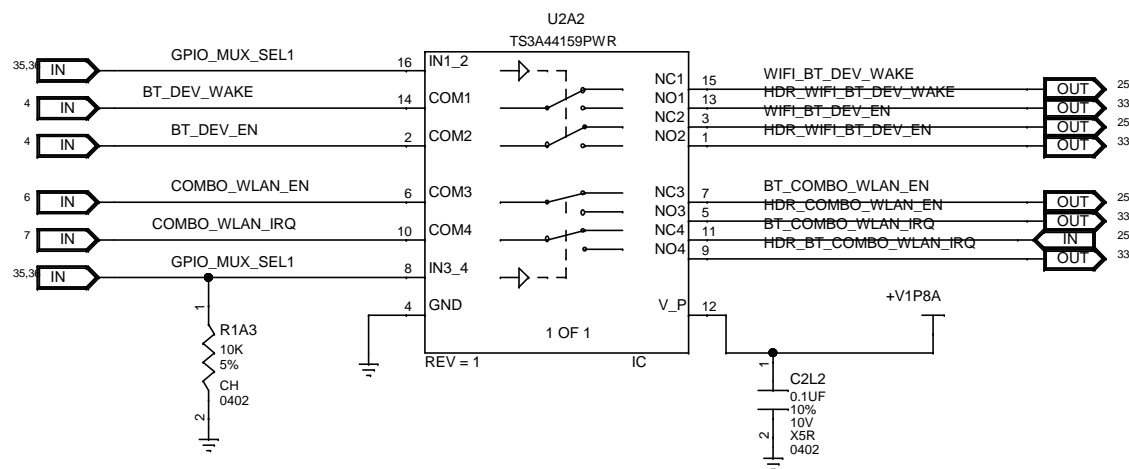 U2A2
TS3A44159PWR
35,36 IN GPIO_MUX_SEL1 16 IN1_2
4 IN BT_DEV_WAKE 14 COM1
4 IN BT_DEV_EN 2 COM2
6 IN COMBO_WLAN_EN 6 COM3
7 IN COMBO_WLAN_IRQ 10 COM4
IN GPIO_MUX_SEL1 8 IN3_4
4 GND
NC1 15 WIFI_BT_DEV_WAKE OUT 25
NO1 13 HDR_WIFI_BT_DEV_WAKE OUT 33
NC2 3 WIFI_BT_DEV_EN OUT 25
NO2 1 HDR_WIFI_BT_DEV_EN OUT 33
NC3 7 BT_COMBO_WLAN_EN OUT 25
NO3 5 HDR_COMBO_WLAN_EN OUT 33
NC4 11 BT_COMBO_WLAN_IRQ IN 25
NO4 9 HDR_BT_COMBO_WLAN_IRQ OUT 33
V_P 12
+V1P8A
1 OF 1
REV = 1 IC
1
R1A3
10K
5%
CH
0402
2
1
C2L2
0.1UF
10%
10V
2 X5R
0402